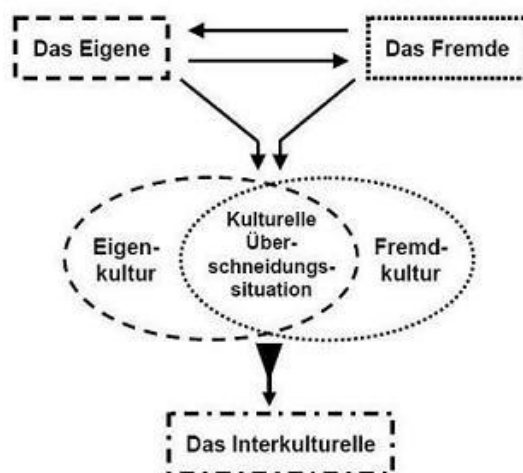 Das Eigene
Das Fremde
Eigen-
kultur
Kulturelle
Über-
schneidungs-
situation
Fremd-
kultur
Das Interkulturelle